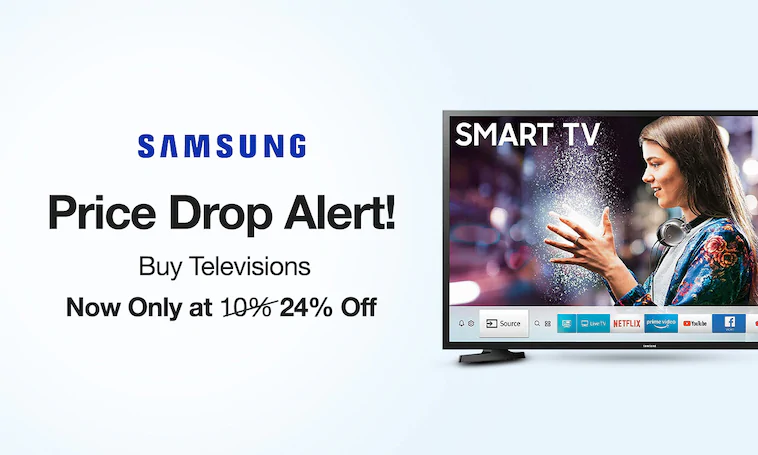 SAMSUNG
Price Drop Alert!
Buy Televisions
Now Only at 10% 24% Off
SMART TV
Source
NETFLIX
prime video
YouTube
SAMSUNG